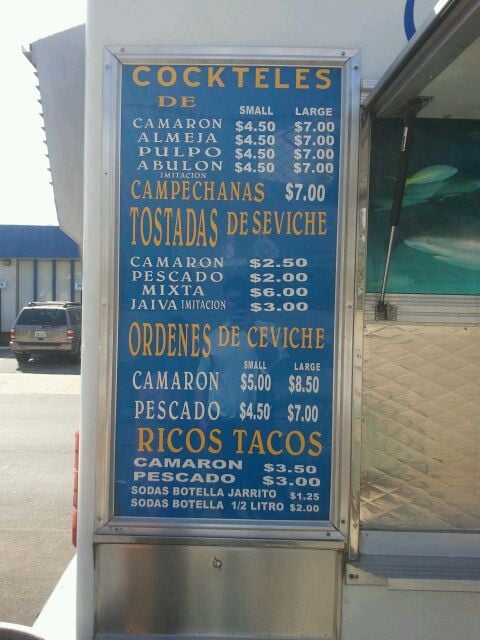 COCKTELES
DE
SMALL LARGE
CAMARON $4.50 $7.00
ALMEJA $4.50 $7.00
PULPO $4.50 $7.00
ABULON $4.50 $7.00
IMITACION
CAMPECHANAS $7.00
TOSTADAS DE SEVICHE
CAMARON $2.50
PESCADO $2.00
MIXTA $6.00
JAIVA IMITACION $3.00
ORDENES DE CEVICHE
SMALL LARGE
CAMARON $5.00 $8.50
PESCADO $4.50 $7.00
RICOS TACOS
CAMARON $3.50
PESCADO $3.00
SODAS BOTELLA JARRITO $1.25
SODAS BOTELLA 1/2 LITRO $2.00